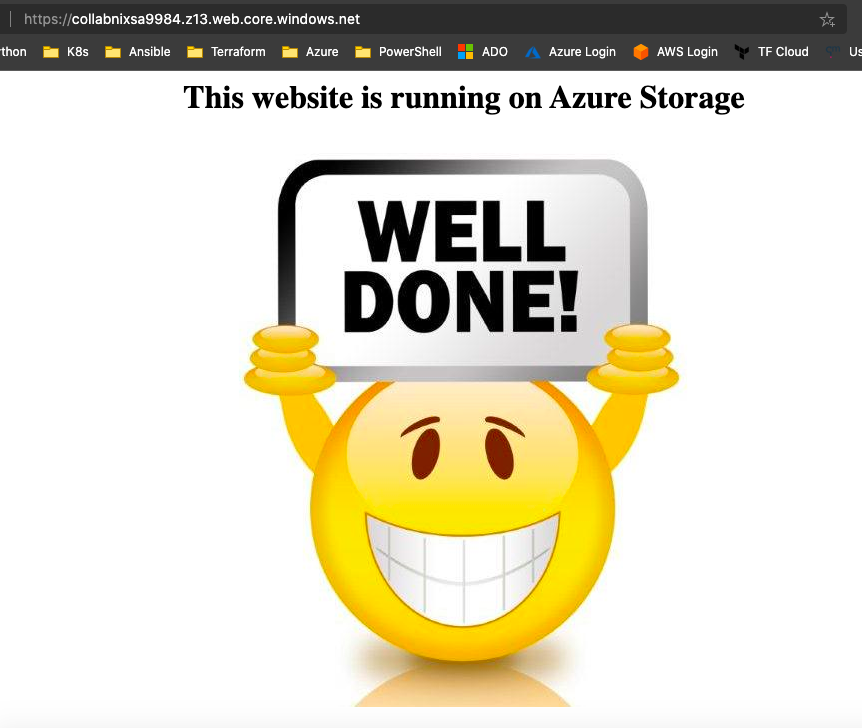 https://collabnixsa9984.z13.web.core.windows.net
thon K8s Ansible Terraform Azure PowerShell ADO Azure Login AWS Login TF Cloud Us
This website is running on Azure Storage
WELL
DONE!